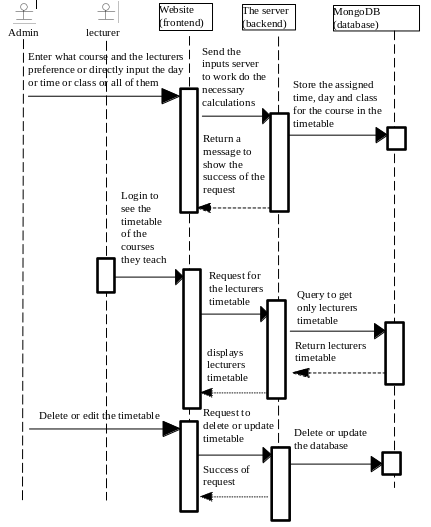 Admin
lecturer
Website
(frontend)
The server
(backend)
MongoDB
(database)
Enter what course and the lecturers
preference or directly input the day
or time or class or all of them
Send the
inputs server
to work do the
necessary
calculations
Store the assigned
time, day and class
for the course in the
timetable
Return a
message to
show the
success of the
request
Login to
see the
timetable
of the
courses
they teach
Request for
the lecturers
timetable
Query to get
only lecturers
timetable
Return lecturers
timetable
displays
lecturers
timetable
Delete or edit the timetable
Request to
delete or update
timetable
Delete or update
the database
Success of
request